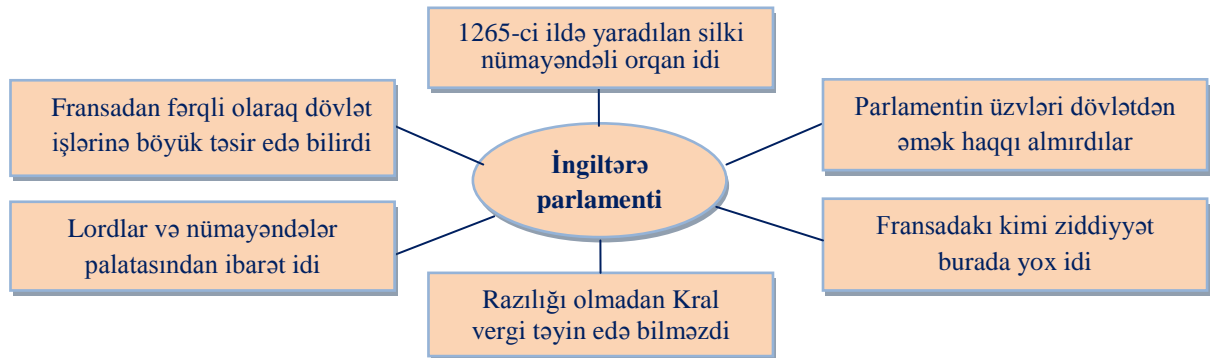 1265-ci ildə yaradılan silki
nümayəndəli orqan idi
Fransadan fərqli olaraq dövlət
işlərinə böyük təsir edə bilirdi
Parlamentin üzvləri dövlətdən
əmək haqqı almırdılar
İngiltərə
parlamenti
Lordlar və nümayəndələr
palatasından ibarət idi
Fransadakı kimi ziddiyyət
burada yox idi
Razılığı olmadan Kral
vergi təyin edə bilməzdi